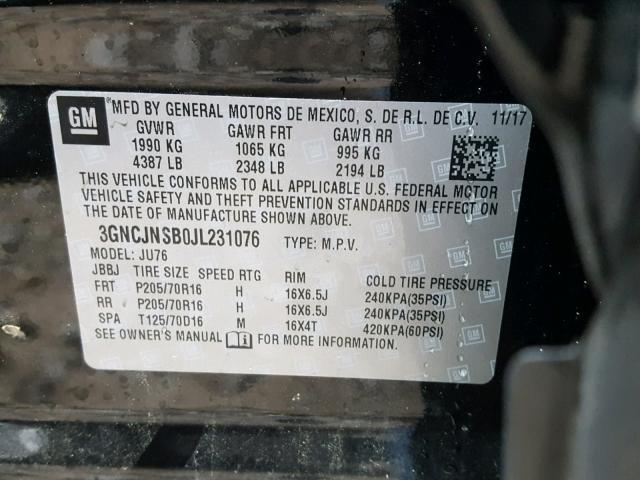 GM ® MFD BY GENERAL MOTORS DE MEXICO, S. DE R.L. DE C.V. 11/17
GVWR GAWR FRT GAWR RR
1990 KG 1065 KG 995 KG
4387 LB 2348 LB 2194 LB
THIS VEHICLE CONFORMS TO ALL APPLICABLE U.S. FEDERAL MOTOR
VEHICLE SAFETY AND THEFT PREVENTION STANDARDS IN EFFECT ON
THE DATE OF MANUFACTURE SHOWN ABOVE.
3GNCJNSB0JL231076 TYPE: M.P.V.
MODEL: JU76
JBBJ TIRE SIZE SPEED RTG RIM COLD TIRE PRESSURE
FRT P205/70R16 H 16X6.5J 240KPA(35PSI)
RR P205/70R16 H 16X6.5J 240KPA(35PSI)
SPA T125/70D16 M 16X4T 420KPA(60PSI)
SEE OWNER'S MANUAL FOR MORE INFORMATION